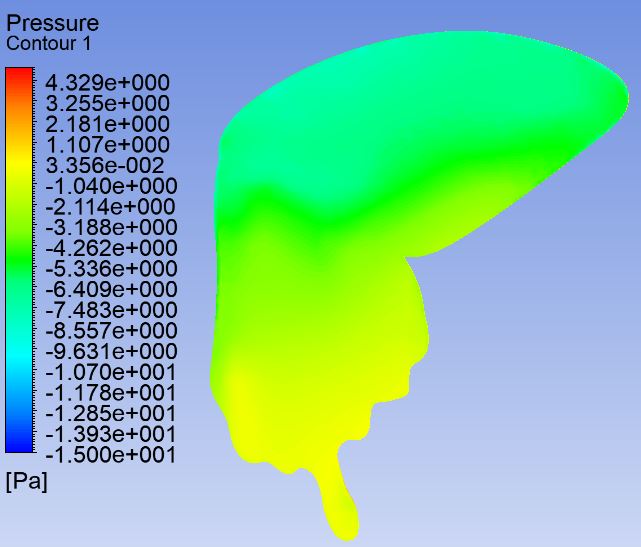 Pressure
Contour 1
4.329e+000
3.255e+000
2.181e+000
1.107e+000
3.356e-002
-1.040e+000
-2.114e+000
-3.188e+000
-4.262e+000
-5.336e+000
-6.409e+000
-7.483e+000
-8.557e+000
-9.631e+000
-1.070e+001
-1.178e+001
-1.285e+001
-1.393e+001
-1.500e+001
[Pa]